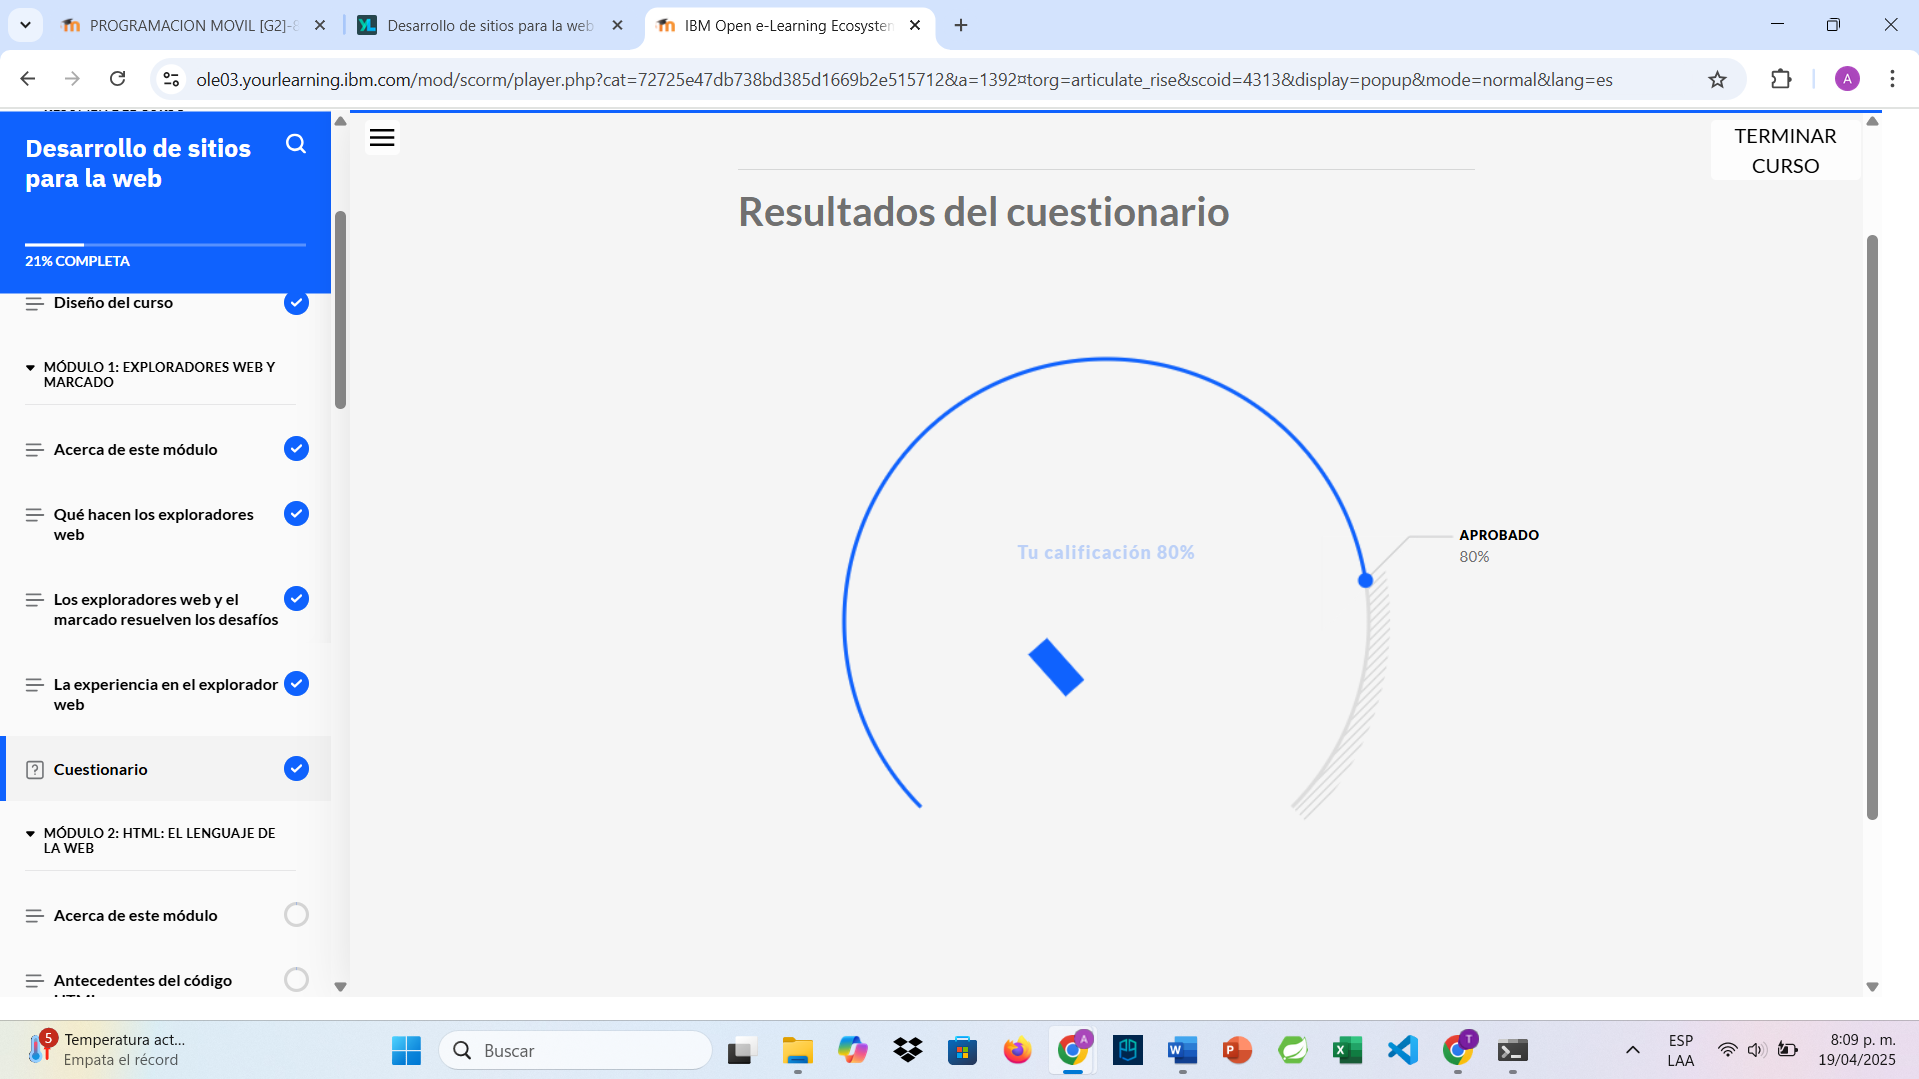 PROGRAMACION MOVIL [G2]-8
Desarrollo de sitios para la web
IBM Open e-Learning Ecosystem
ole03.yourlearning.ibm.com/mod/scorm/player.php?cat=72725e47db738bd385d1669b2e515712&a=1392¤torg=articulate_rise&scoid=4313&display=popup&mode=normal&lang=es
A
Desarrollo de sitios
para la web
21% COMPLETA
Diseño del curso
MÓDULO 1: EXPLORADORES WEB Y
MARCADO
Acerca de este módulo
Qué hacen los exploradores
web
Los exploradores web y el
marcado resuelven los desafíos
La experiencia en el explorador
web
Cuestionario
MÓDULO 2: HTML: EL LENGUAJE DE
LA WEB
Acerca de este módulo
Antecedentes del código
TERMINAR
CURSO
Resultados del cuestionario
Tu calificación 80%
APROBADO
80%
5
Temperatura act...
Empata el récord
Buscar
A
T
ESP
LAA
8:09 p. m.
19/04/2025